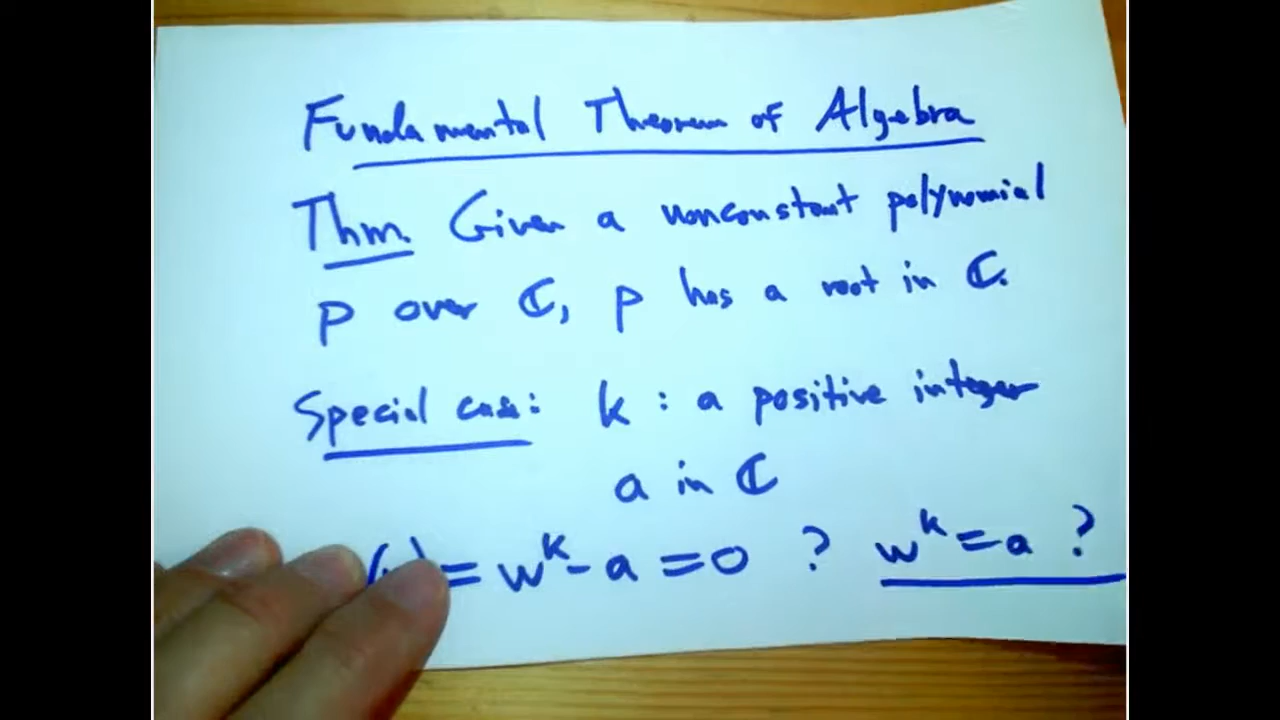 Fundamental Theorem of Algebra
Thm. Given a nonconstant polynomial
p over ℂ, p has a root in ℂ.
Special case: k : a positive integer
a in ℂ
= w^k - a = 0 ? w^k = a ?